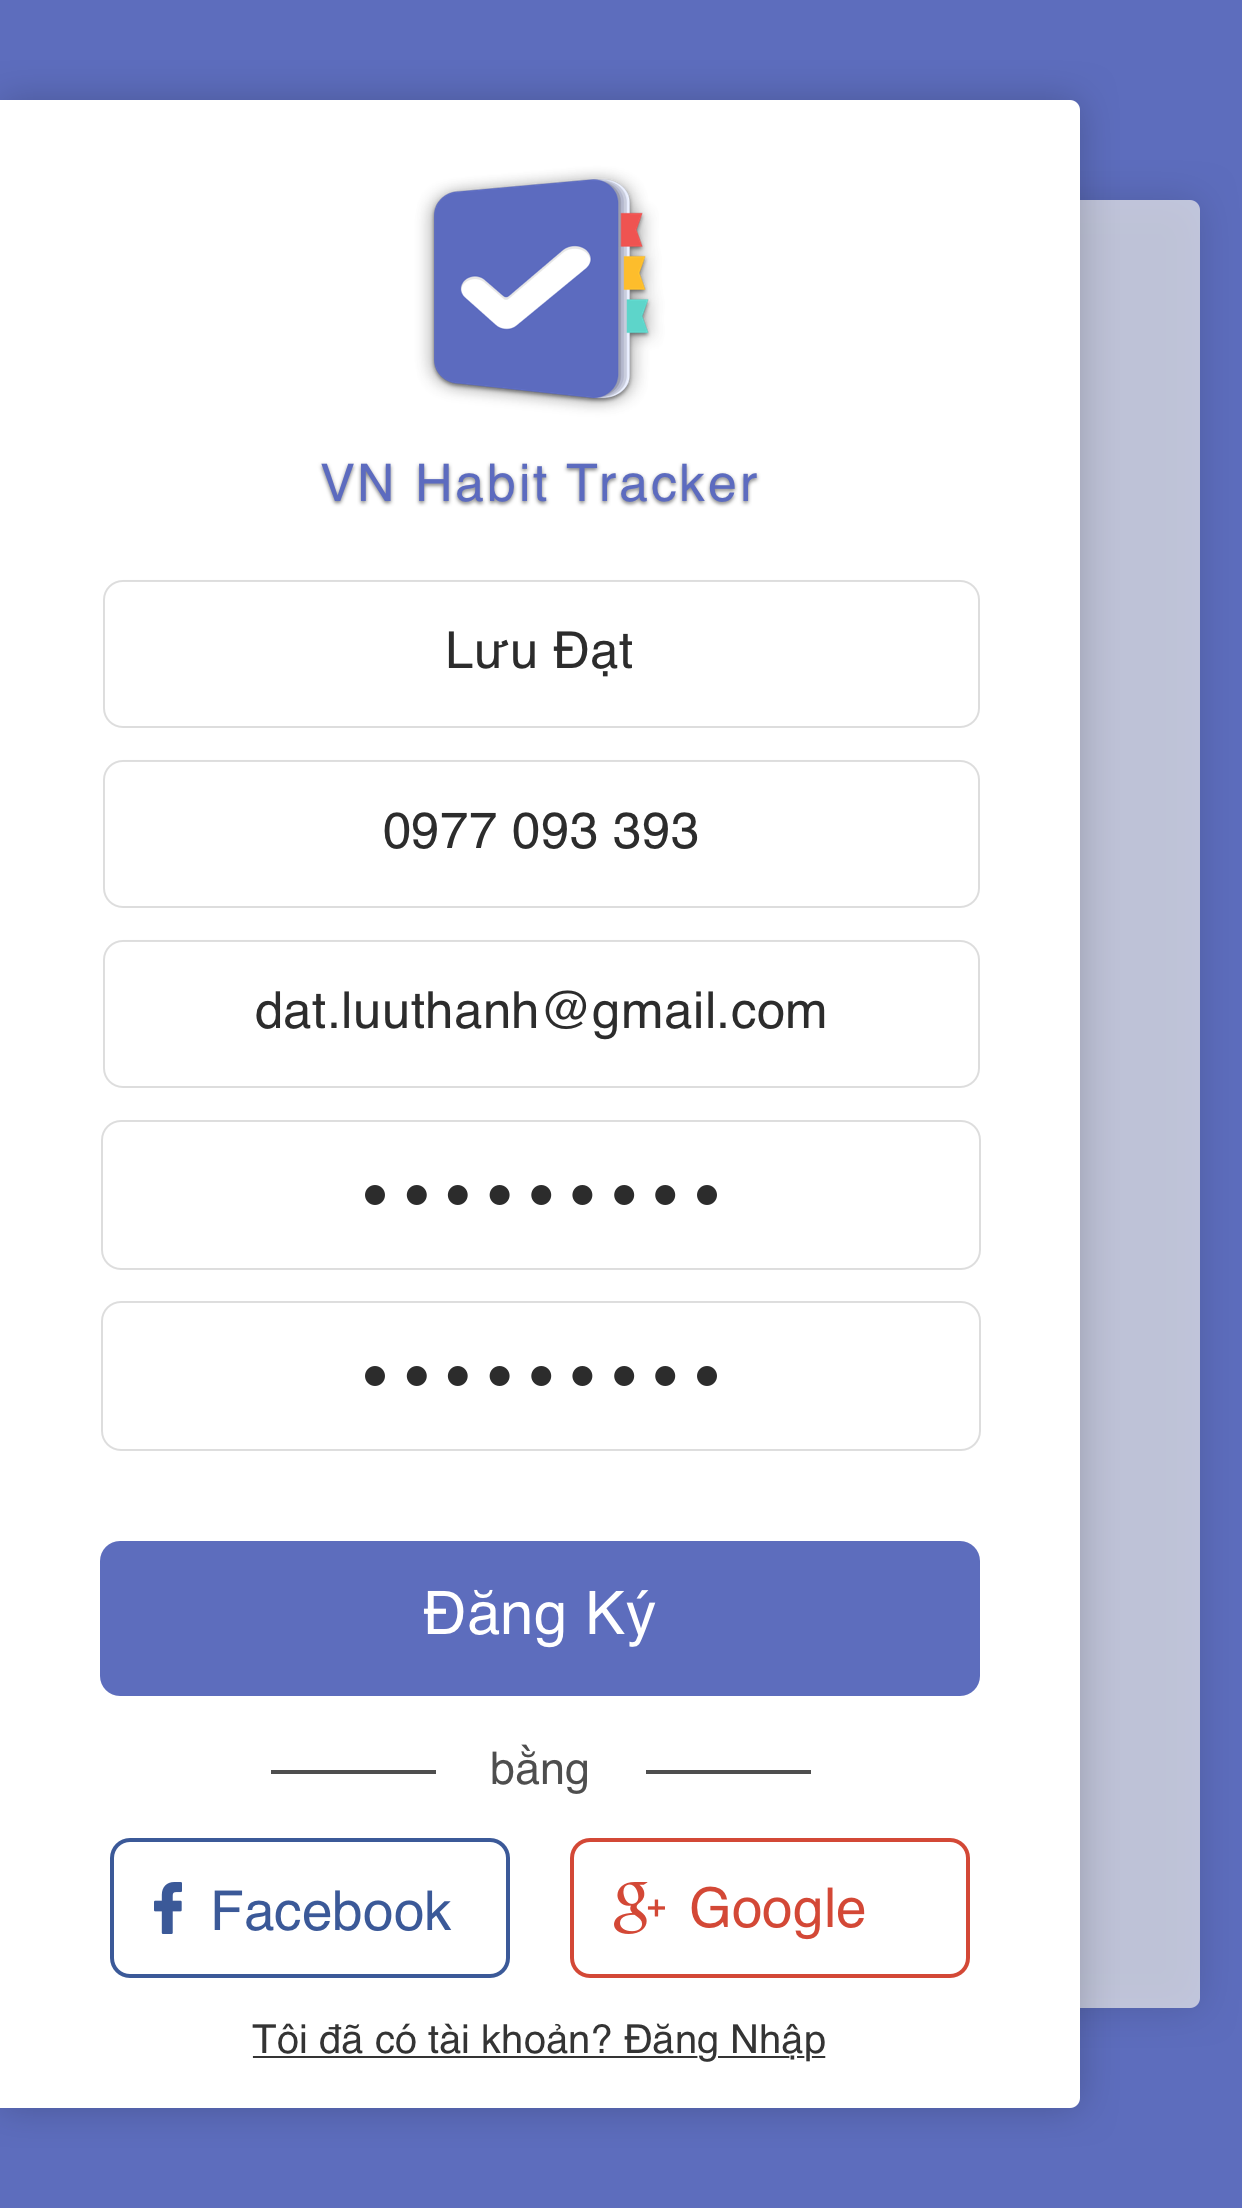 VN Habit Tracker
Lưu Đạt
0977 093 393
dat.luuthanh@gmail.com
•••••••••
•••••••••
Đăng Ký
bằng
f Facebook
g+ Google
Tôi đã có tài khoản? Đăng Nhập